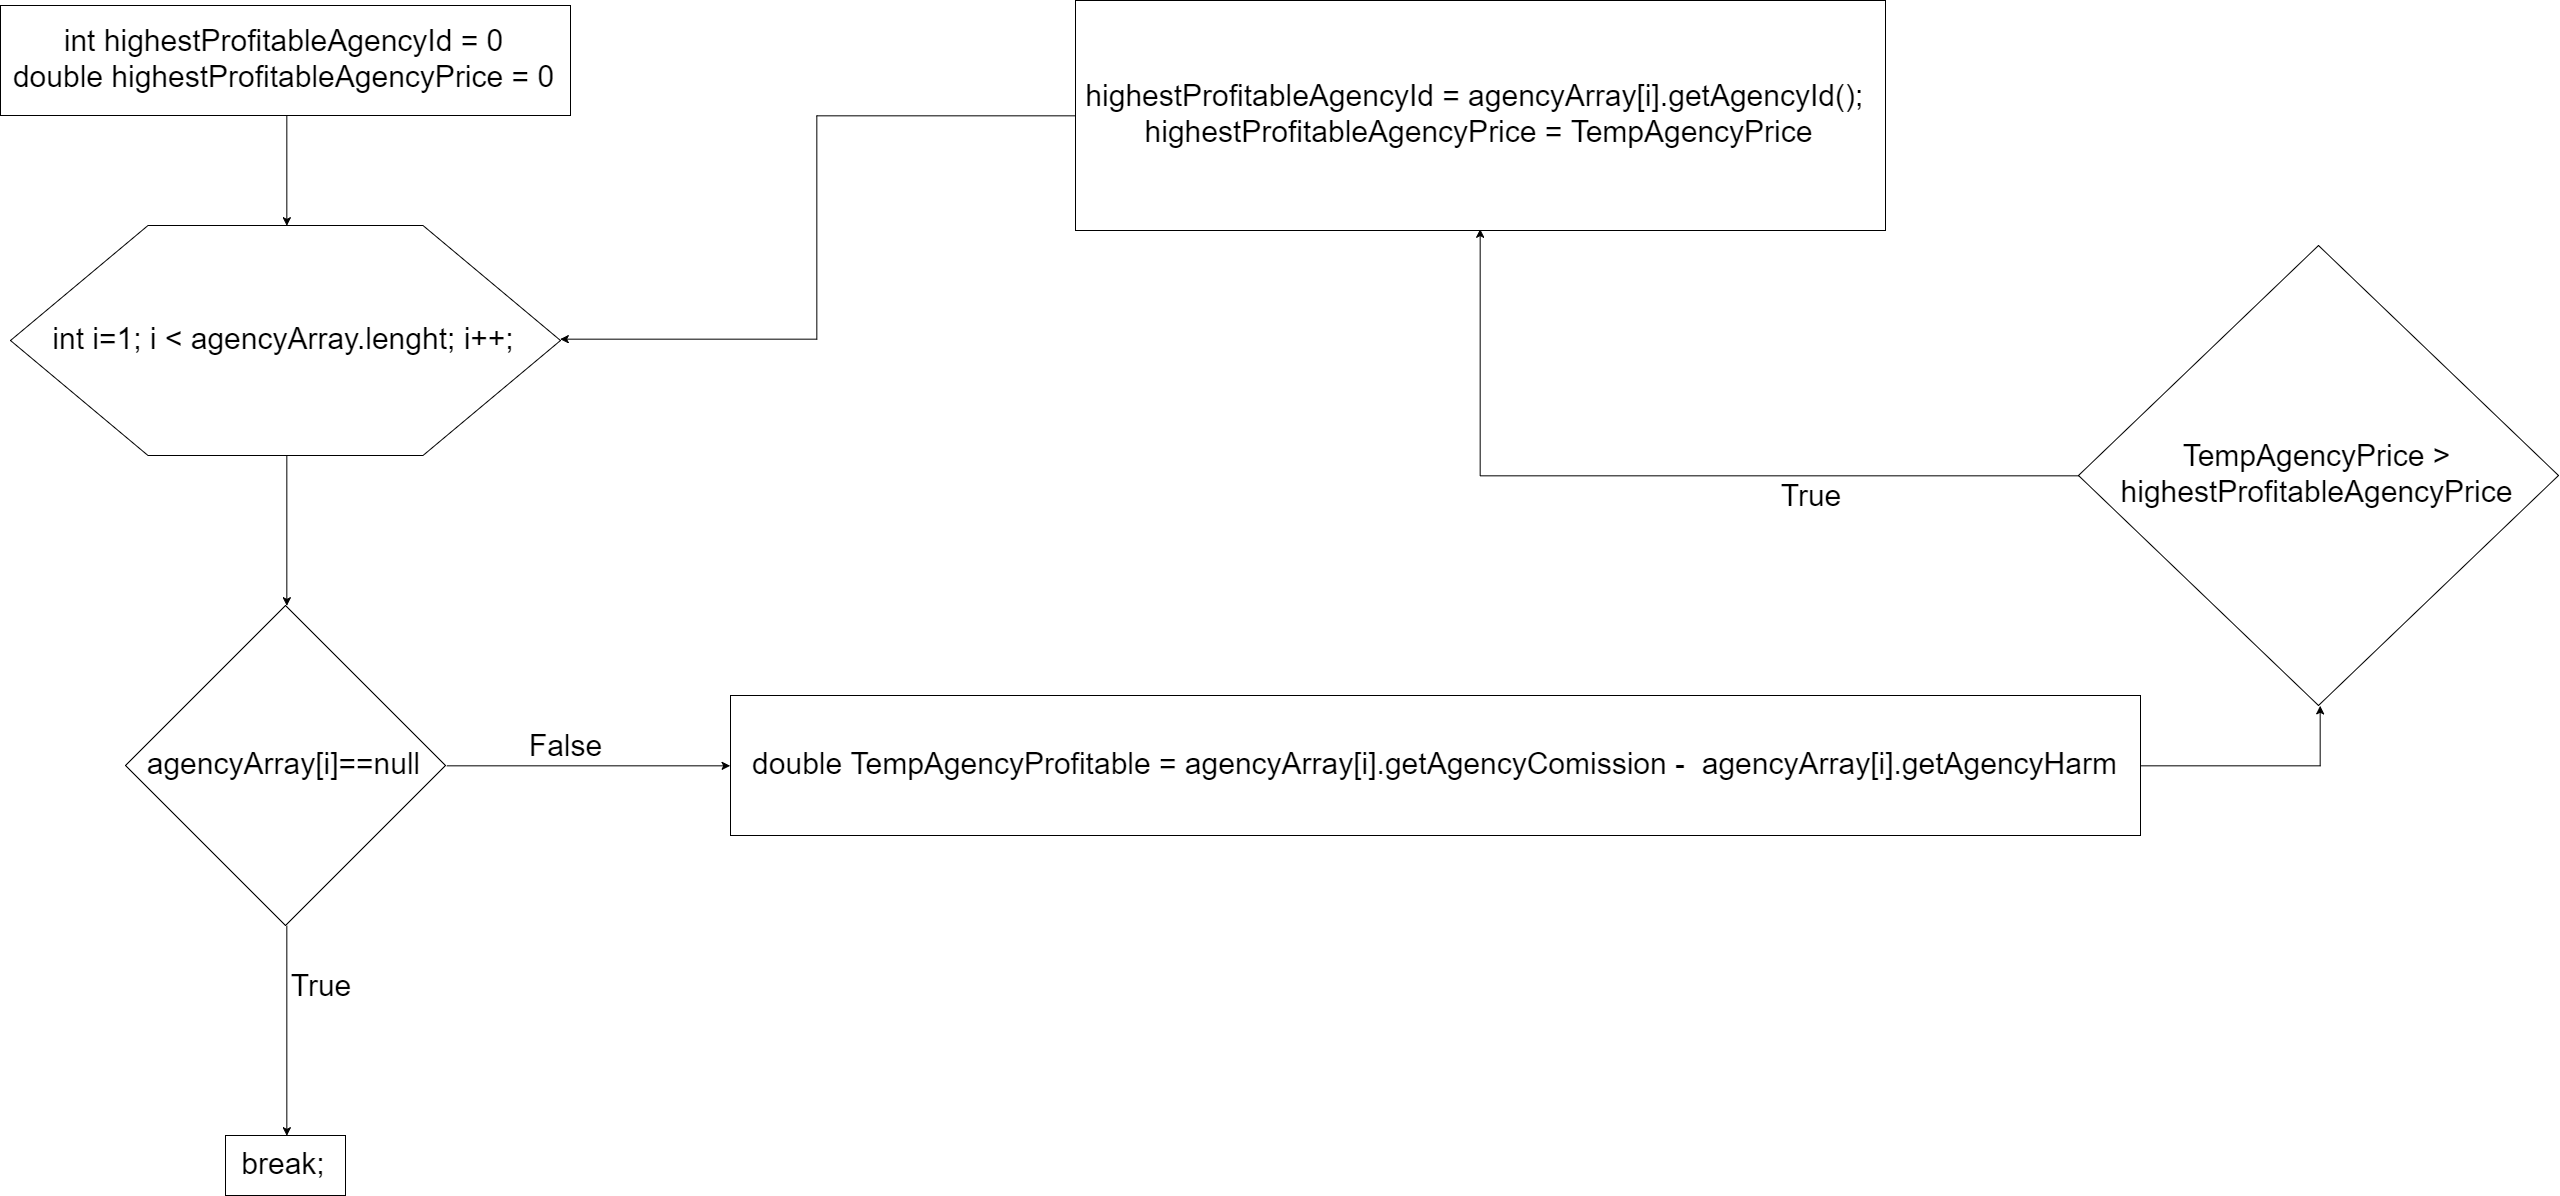 int highestProfitableAgencyId = 0
double highestProfitableAgencyPrice = 0
int i=1; i < agencyArray.lenght; i++;
agencyArray[i]==null
True
break;
False
double TempAgencyProfitable = agencyArray[i].getAgencyComission -  agencyArray[i].getAgencyHarm
TempAgencyPrice >
highestProfitableAgencyPrice
True
highestProfitableAgencyId = agencyArray[i].getAgencyId();
highestProfitableAgencyPrice = TempAgencyPrice